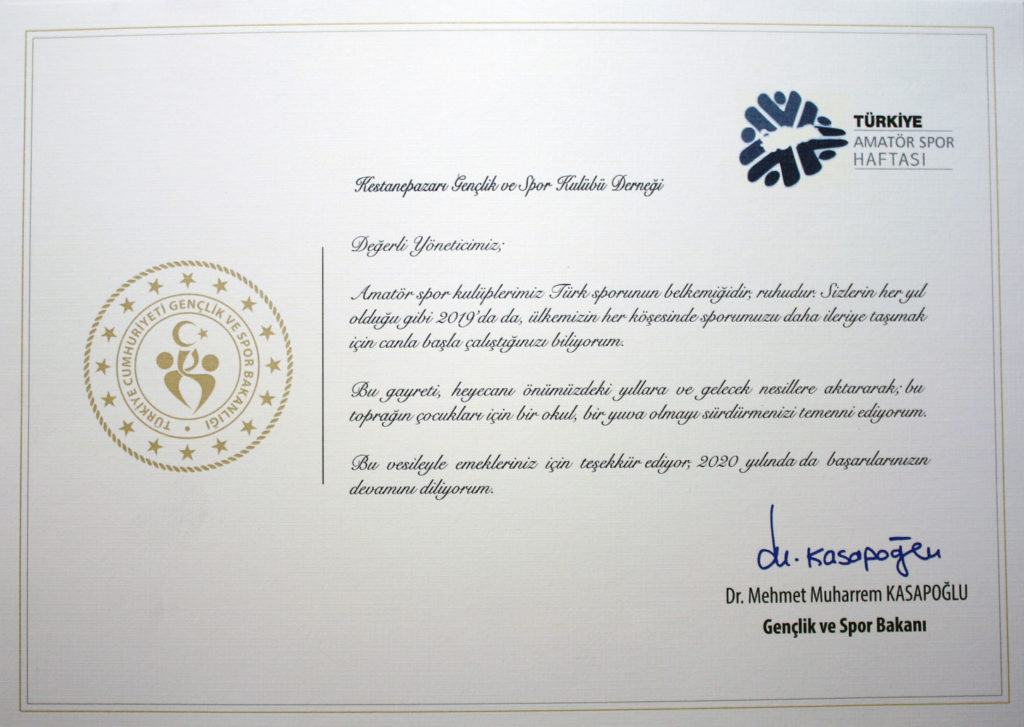 TÜRKİYE
AMATÖR SPOR
HAFTASI
Kestanepazarı Gençlik ve Spor Kulübü Derneği
Değerli Yöneticimiz;
Amatör spor kulüplerimiz Türk sporunun belkemiğidir, ruhudur. Sizlerin her yıl
olduğu gibi 2019'da da, ülkemizin her köşesinde sporumuzu daha ileriye taşımak
için canla başla çalıştığınızı biliyorum.
Bu gayreti, heyecanı önümüzdeki yıllara ve gelecek nesillere aktararak; bu
toprağın çocukları için bir okul, bir yuva olmayı sürdürmenizi temenni ediyorum.
Bu vesileyle emekleriniz için teşekkür ediyor, 2020 yılında da başarılarınızın
devamını diliyorum.
TÜRKİYE CUMHURİYETİ GENÇLİK VE SPOR BAKANLIĞI
dr. Kasapoğlu
Dr. Mehmet Muharrem KASAPOĞLU
Gençlik ve Spor Bakanı